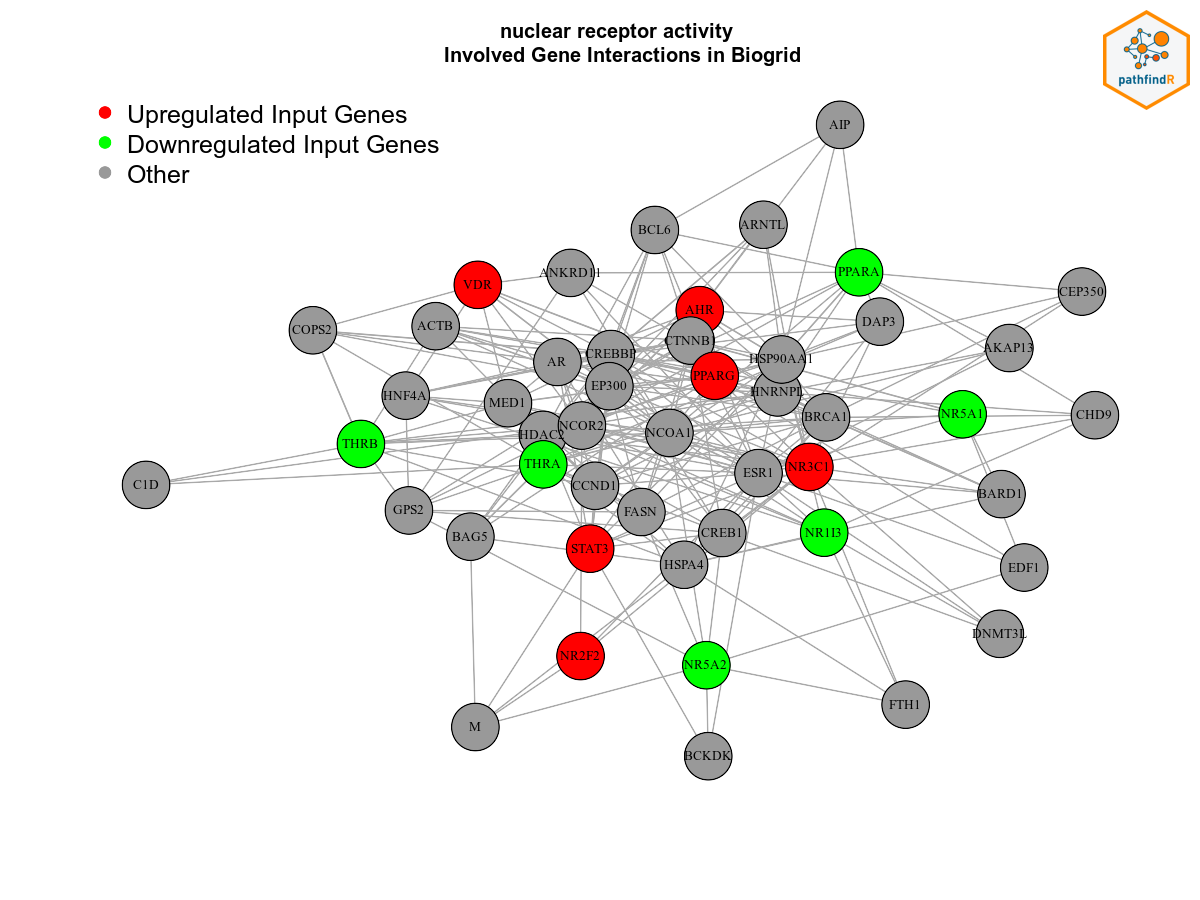 nuclear receptor activity
Involved Gene Interactions in Biogrid
pathfindR
Upregulated Input Genes
Downregulated Input Genes
Other
AIP
ARNTL
BCL6
ANKRD11
PPARA
VDR
CEP350
AHR
DAP3
ACTB
COPS2
CTNNB1
AKAP13
CREBBP
HSP90AA1
AR
PPARG
EP300
HNRNPL
HNF4A
MED1
NR5A1
CHD9
BRCA1
NCOR2
NCOA1
HDAC2
THRB
THRA
NR3C1
ESR1
C1D
CCND1
BARD1
GPS2
FASN
CREB1
NR1I3
BAG5
STAT3
HSPA4
EDF1
DNMT3L
NR2F2
NR5A2
FTH1
M
BCKDK